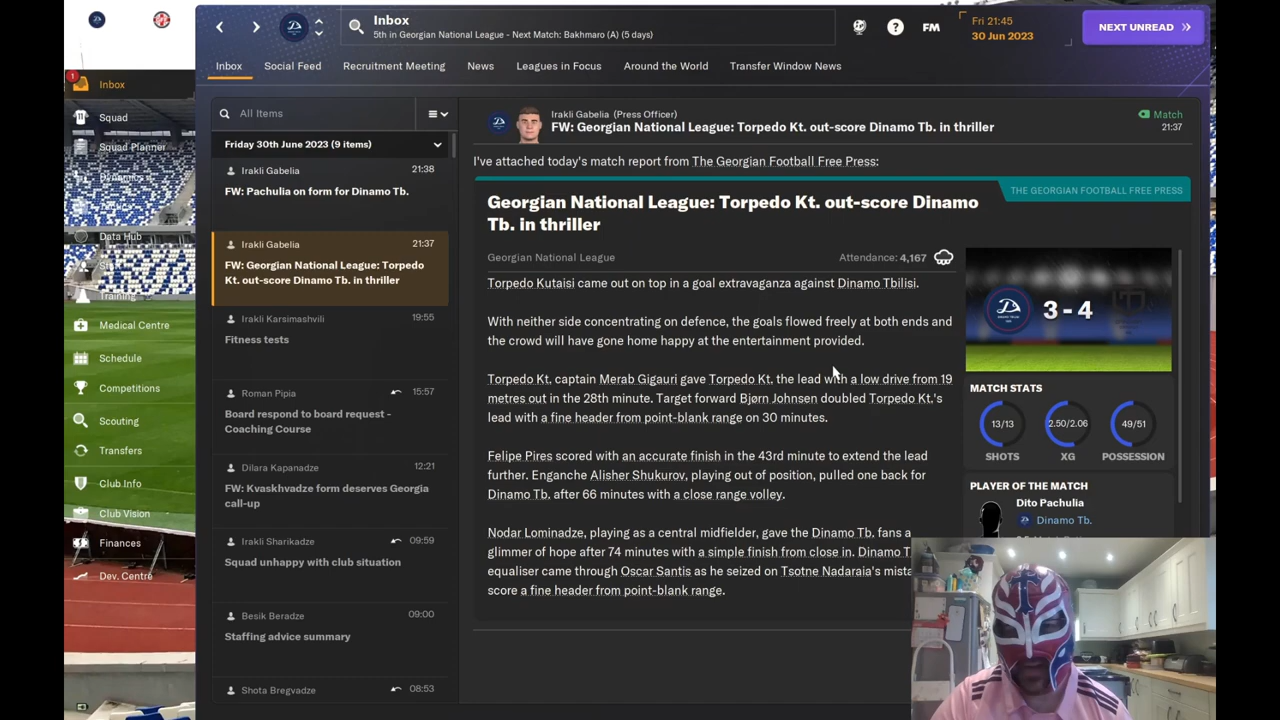 Inbox
5th in Georgian National League - Next Match: Bakhmaro (A) (5 days)
FM
Fri 21:45
30 Jun 2023
NEXT UNREAD
Inbox
Social Feed
Recruitment Meeting
News
Leagues in Focus
Around the World
Transfer Window News
1
Inbox
Squad
Squad Planner
Dynamics
Data Hub
Staff
Training
Medical Centre
Schedule
Competitions
Scouting
Transfers
Club Info
Club Vision
Finances
Dev. Centre
All Items
Friday 30th June 2023 (9 items)
Irakli Gabelia
21:38
FW: Pachulia on form for Dinamo Tb.
Irakli Gabelia
21:37
FW: Georgian National League: Torpedo
Kt. out-score Dinamo Tb. in thriller
Irakli Karsimashvili
19:55
Fitness tests
Roman Pipia
15:57
Board respond to board request -
Coaching Course
Dilara Kapanadze
12:21
FW: Kvaskhvadze form deserves Georgia
call-up
Irakli Sharikadze
09:59
Squad unhappy with club situation
Besik Beradze
09:00
Staffing advice summary
Shota Bregvadze
08:53
Irakli Gabelia (Press Officer)
FW: Georgian National League: Torpedo Kt. out-score Dinamo Tb. in thriller
Match
21:37
I've attached today's match report from The Georgian Football Free Press:
THE GEORGIAN FOOTBALL FREE PRESS
Georgian National League: Torpedo Kt. out-score Dinamo
Tb. in thriller
Georgian National League
Attendance: 4,167
Torpedo Kutaisi came out on top in a goal extravaganza against Dinamo Tbilisi.
With neither side concentrating on defence, the goals flowed freely at both ends and
the crowd will have gone home happy at the entertainment provided.
Torpedo Kt. captain Merab Gigauri gave Torpedo Kt. the lead with a low drive from 19
metres out in the 28th minute. Target forward Bjørn Johnsen doubled Torpedo Kt.'s
lead with a fine header from point-blank range on 30 minutes.
Felipe Pires scored with an accurate finish in the 43rd minute to extend the lead
further. Enganche Alisher Shukurov, playing out of position, pulled one back for
Dinamo Tb. after 66 minutes with a close range volley.
Nodar Lominadze, playing as a central midfielder, gave the Dinamo Tb. fans a
glimmer of hope after 74 minutes with a simple finish from close in. Dinamo T
equaliser came through Oscar Santis as he seized on Tsotne Nadaraia's mista
score a fine header from point-blank range.
3 - 4
MATCH STATS
13/13
2.50/2.06
49/51
SHOTS
XG
POSSESSION
PLAYER OF THE MATCH
Dito Pachulia
Dinamo Tb.